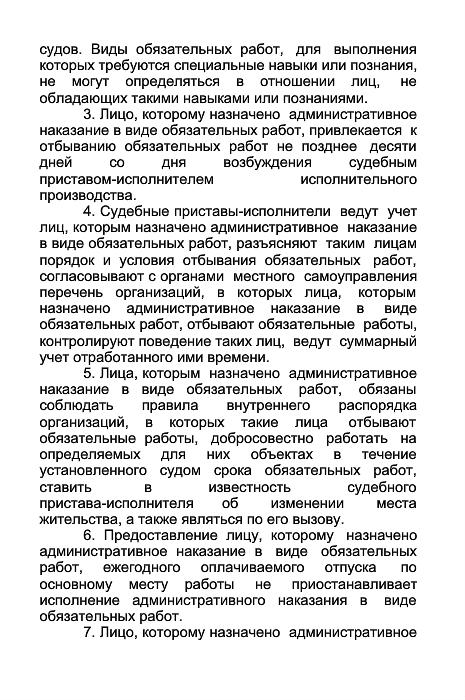 судов. Виды обязательных работ, для выполнения
которых требуются специальные навыки или познания,
не могут определяться в отношении лиц, не
обладающих такими навыками или познаниями.
3. Лицо, которому назначено административное
наказание в виде обязательных работ, привлекается к
отбыванию обязательных работ не позднее десяти
дней со дня возбуждения судебным
приставом-исполнителем исполнительного
производства.
4. Судебные приставы-исполнители ведут учет
лиц, которым назначено административное наказание
в виде обязательных работ, разъясняют таким лицам
порядок и условия отбывания обязательных работ,
согласовывают с органами местного самоуправления
перечень организаций, в которых лица, которым
назначено административное наказание в виде
обязательных работ, отбывают обязательные работы,
контролируют поведение таких лиц, ведут суммарный
учет отработанного ими времени.
5. Лица, которым назначено административное
наказание в виде обязательных работ, обязаны
соблюдать правила внутреннего распорядка
организаций, в которых такие лица отбывают
обязательные работы, добросовестно работать на
определяемых для них объектах в течение
установленного судом срока обязательных работ,
ставить в известность судебного
пристава-исполнителя об изменении места
жительства, а также являться по его вызову.
6. Предоставление лицу, которому назначено
административное наказание в виде обязательных
работ, ежегодного оплачиваемого отпуска по
основному месту работы не приостанавливает
исполнение административного наказания в виде
обязательных работ.
7. Лицо, которому назначено административное